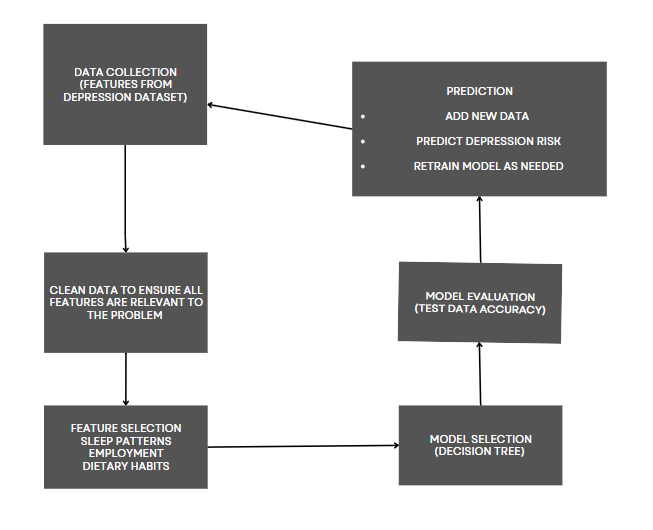 DATA COLLECTION
(FEATURES FROM
DEPRESSION DATASET)
CLEAN DATA TO ENSURE ALL
FEATURES ARE RELEVANT TO
THE PROBLEM
FEATURE SELECTION
SLEEP PATTERNS
EMPLOYMENT
DIETARY HABITS
MODEL SELECTION
(DECISION TREE)
MODEL EVALUATION
(TEST DATA ACCURACY)
PREDICTION
• ADD NEW DATA
• PREDICT DEPRESSION RISK
• RETRAIN MODEL AS NEEDED